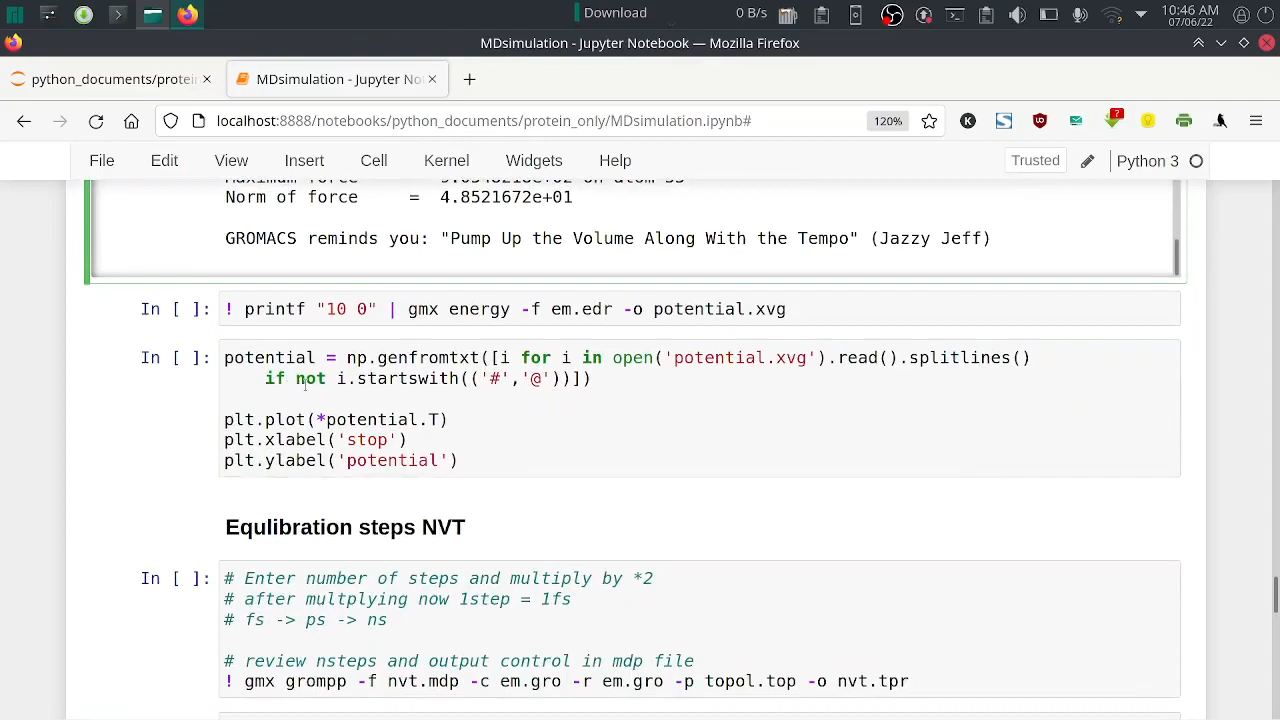 Download
0 B/s
10:46 AM
07/06/22
MDsimulation - Jupyter Notebook — Mozilla Firefox
python_documents/protei
MDsimulation - Jupyter No
localhost:8888/notebooks/python_documents/protein_only/MDsimulation.ipynb#
120%
File Edit View Insert Cell Kernel Widgets Help
Trusted
Python 3
Maximum force
Norm of force = 4.8521672e+01
GROMACS reminds you: "Pump Up the Volume Along With the Tempo" (Jazzy Jeff)
In [ ]: ! printf "10 0" | gmx energy -f em.edr -o potential.xvg
In [ ]: potential = np.genfromtxt([i for i in open('potential.xvg').read().splitlines()
if not i.startswith(('#','@'))])
plt.plot(*potential.T)
plt.xlabel('stop')
plt.ylabel('potential')
Equlibration steps NVT
In [ ]: # Enter number of steps and multiply by *2
# after multplying now 1step = 1fs
# fs -> ps -> ns
# review nsteps and output control in mdp file
! gmx grompp -f nvt.mdp -c em.gro -r em.gro -p topol.top -o nvt.tpr